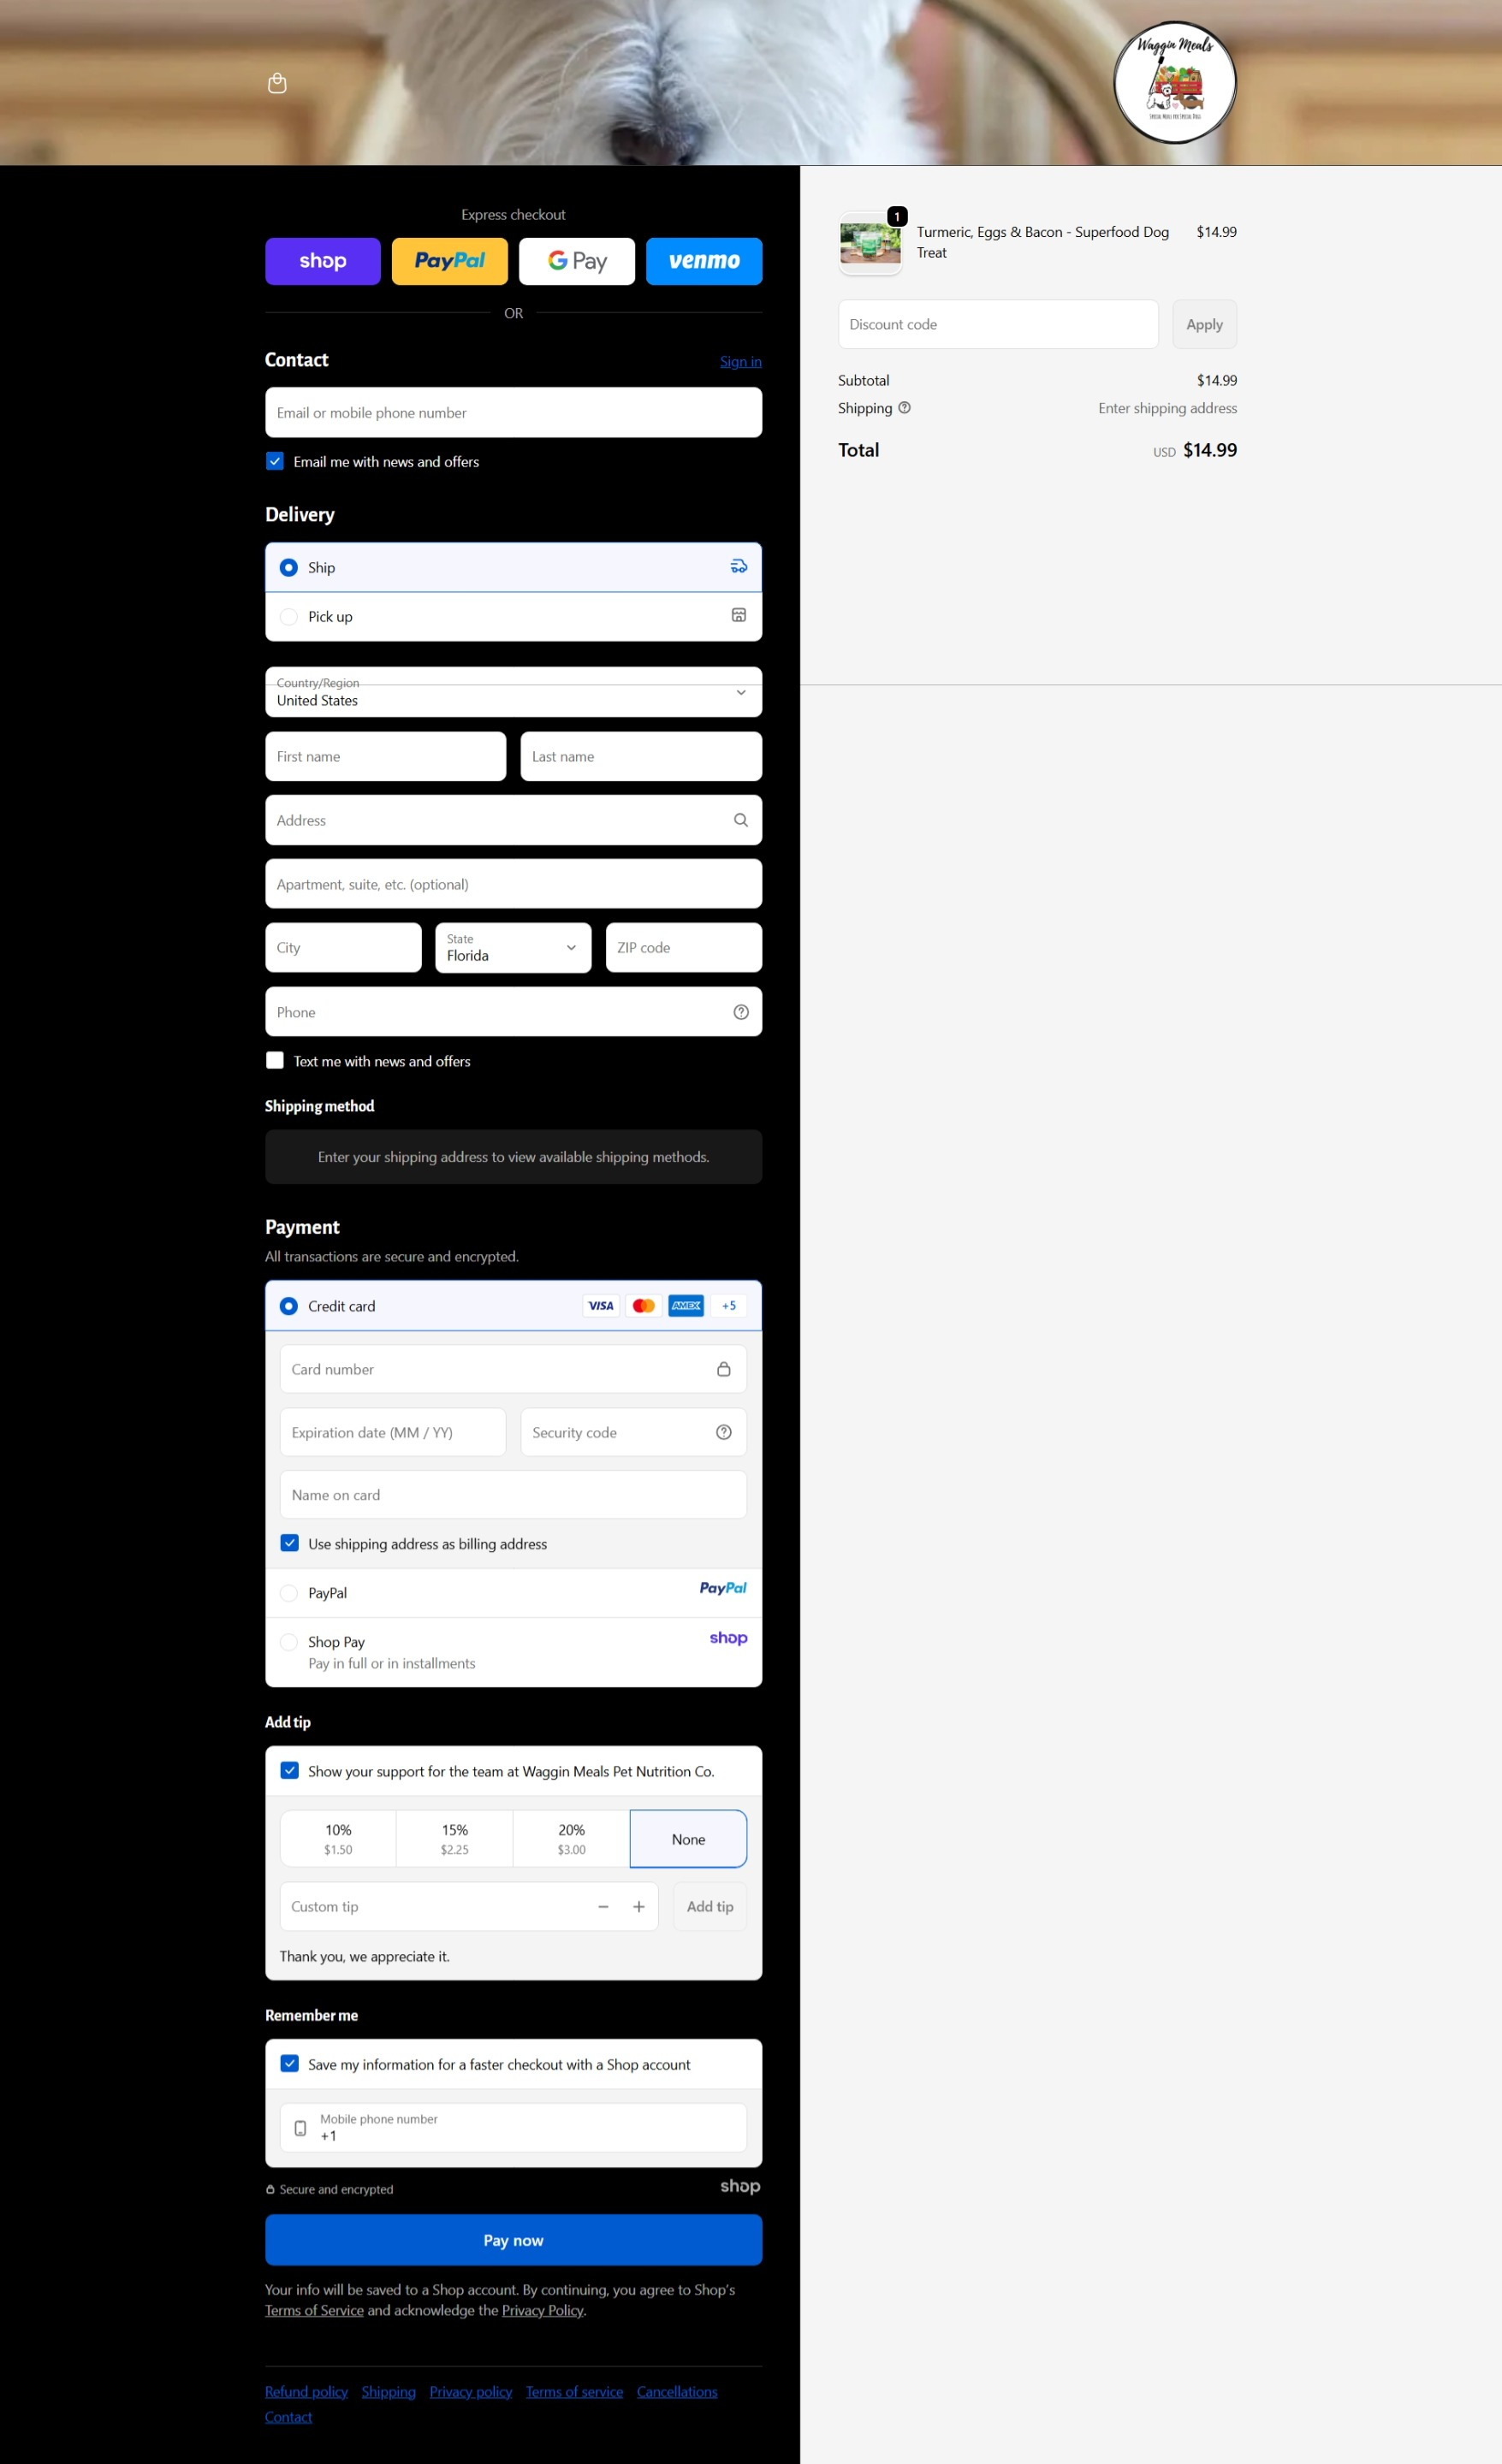 Waggin Meals
SPECIAL MEALS FOR SPECIAL DOGS
Express checkout
shop
PayPal
G Pay
venmo
OR
Contact
Sign in
Email or mobile phone number
Email me with news and offers
Delivery
Ship
Pick up
Country/Region
United States
First name
Last name
Address
Apartment, suite, etc. (optional)
City
State
Florida
ZIP code
Phone
Text me with news and offers
Shipping method
Enter your shipping address to view available shipping methods.
Payment
All transactions are secure and encrypted.
Credit card
VISA
AMEX
+5
Card number
Expiration date (MM / YY)
Security code
Name on card
Use shipping address as billing address
PayPal
PayPal
Shop Pay
shop
Pay in full or in installments
Add tip
Show your support for the team at Waggin Meals Pet Nutrition Co.
10%
$1.50
15%
$2.25
20%
$3.00
None
Custom tip
Add tip
Thank you, we appreciate it.
Remember me
Save my information for a faster checkout with a Shop account
Mobile phone number
+1
Secure and encrypted
shop
Pay now
Your info will be saved to a Shop account. By continuing, you agree to Shop's
Terms of Service and acknowledge the Privacy Policy.
Refund policy
Shipping
Privacy policy
Terms of service
Cancellations
Contact
1
Turmeric, Eggs & Bacon - Superfood Dog
Treat
$14.99
Discount code
Apply
Subtotal
$14.99
Shipping
Enter shipping address
Total
USD $14.99